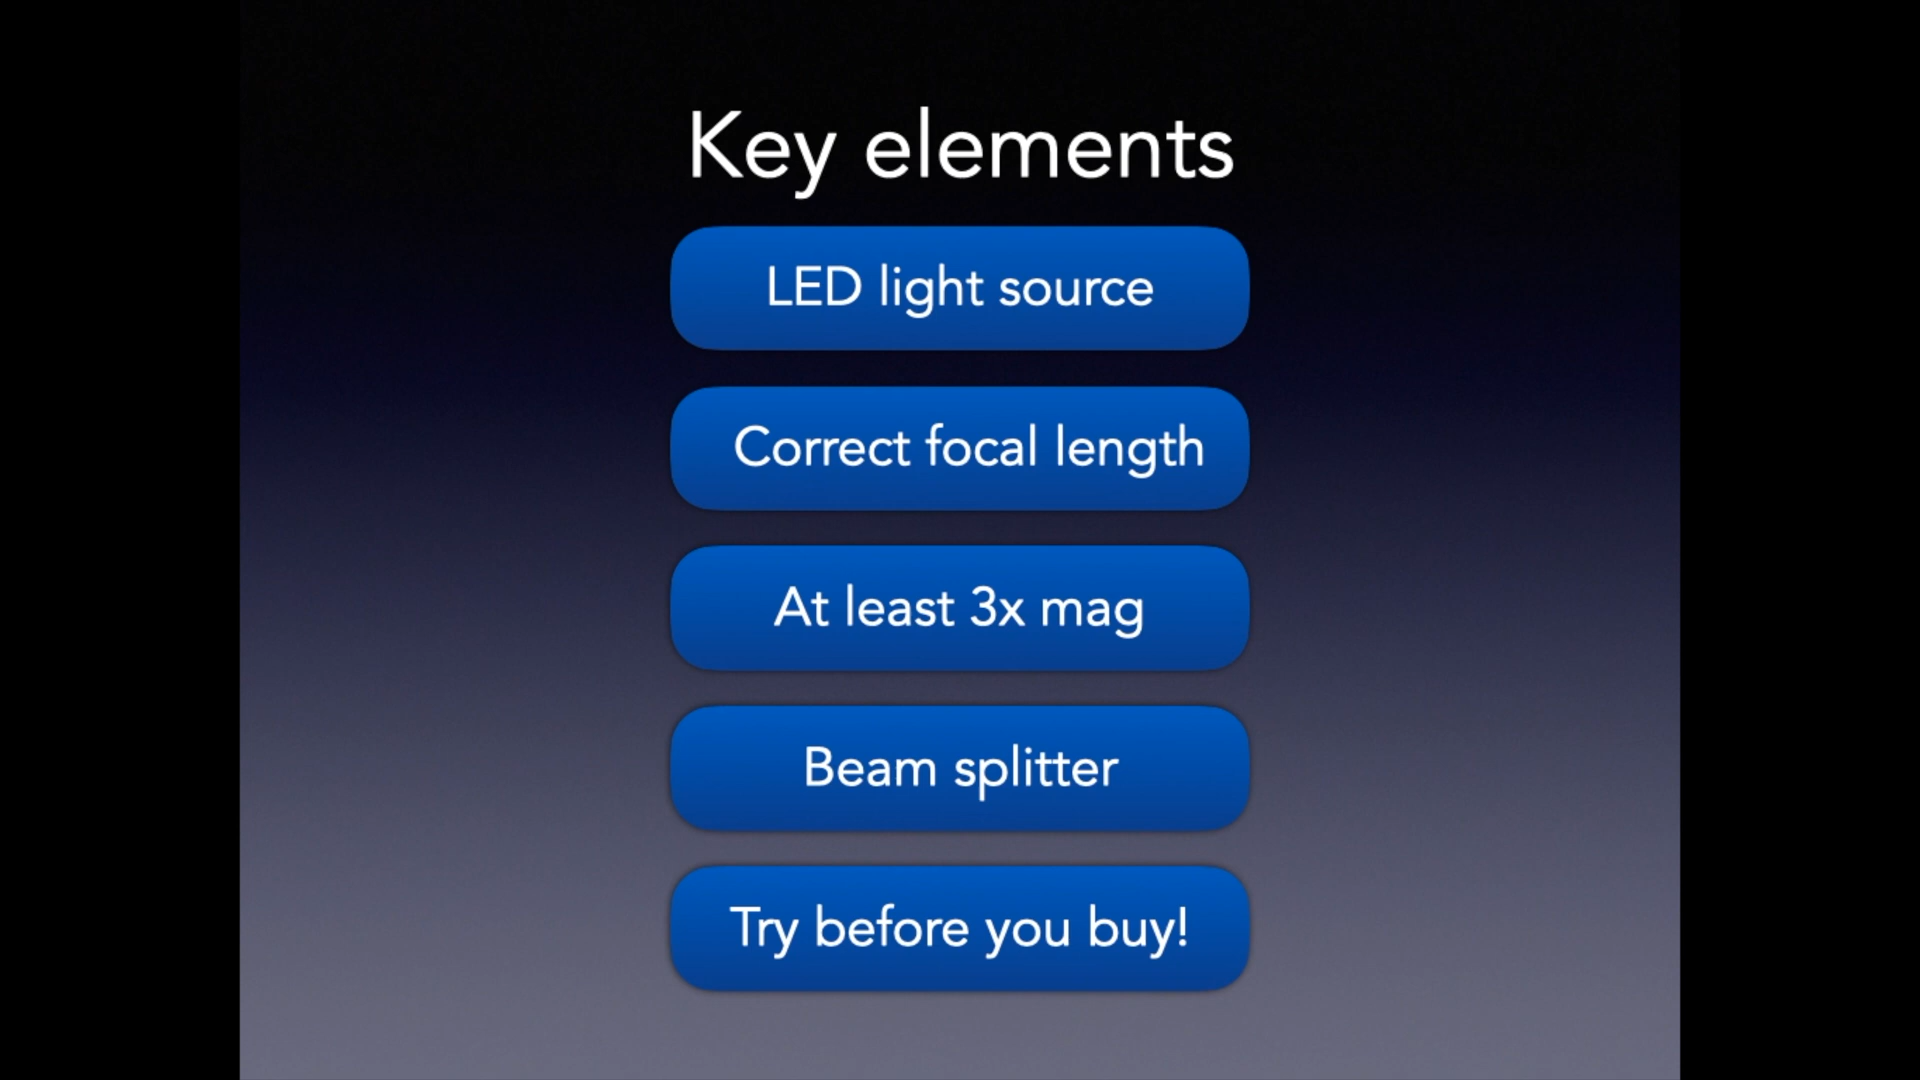 Key elements
LED light source
Correct focal length
At least 3x mag
Beam splitter
Try before you buy!